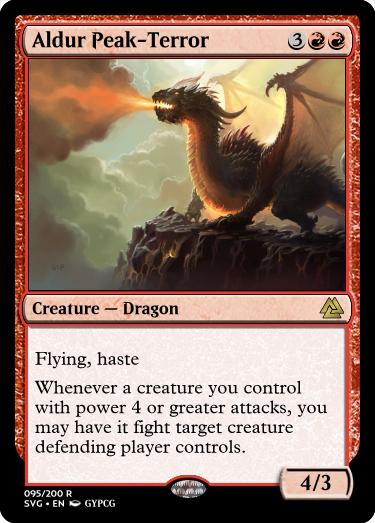 Aldur Peak-Terror 3
Creature — Dragon
Flying, haste
Whenever a creature you control
with power 4 or greater attacks, you
may have it fight target creature
defending player controls.
4/3
095/200 R
SVG • EN GYPCG